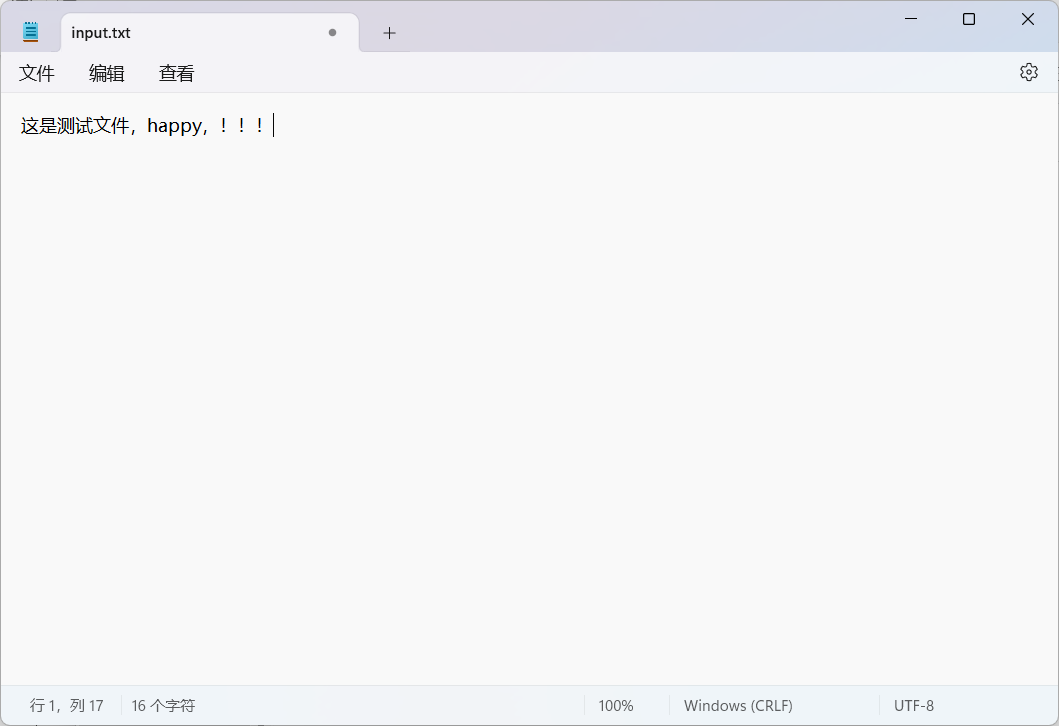 input.txt
文件 编辑 查看
这是测试文件，happy，！！！
行 1，列 17 16 个字符 100% Windows (CRLF) UTF-8